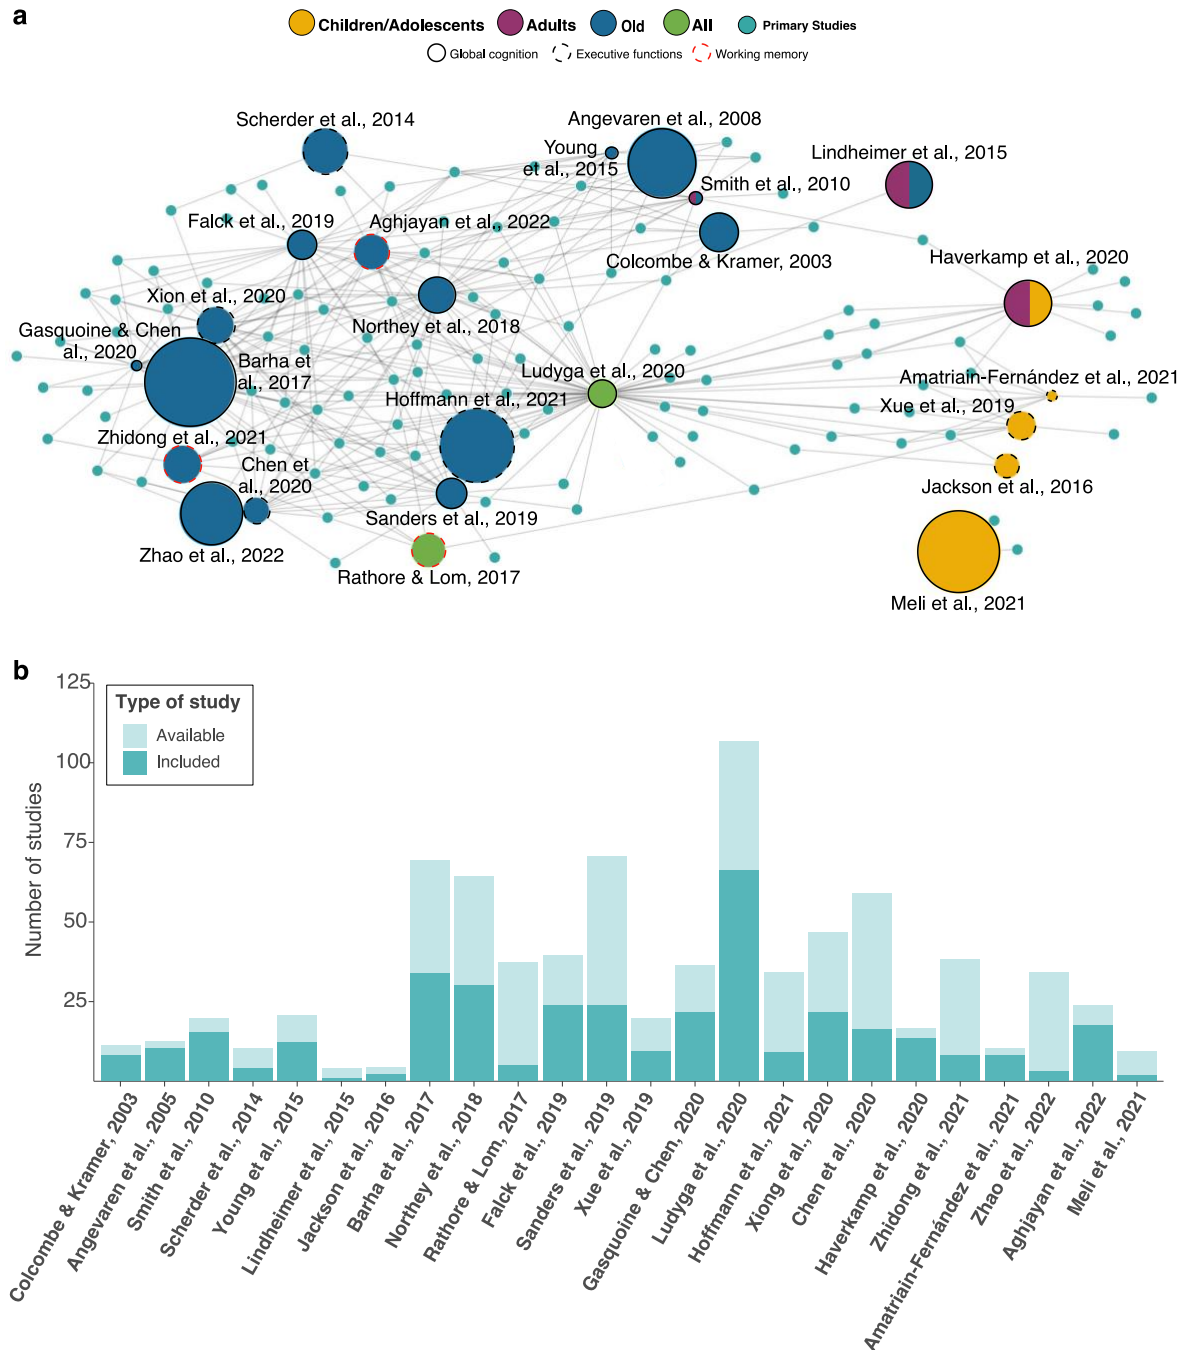 a
Children/Adolescents Adults Old All Primary Studies
Global cognition Executive functions Working memory
Scherder et al., 2014
Angevaren et al., 2008
Young
et al., 2015
Lindheimer et al., 2015
Smith et al., 2010
Falck et al., 2019
Aghjayan et al., 2022
Colcombe & Kramer, 2003
Haverkamp et al., 2020
Xion et al., 2020
Northey et al., 2018
Gasquoine & Chen
al., 2020
Barha et
al., 2017
Ludyga et al., 2020
Amatriain-Fernández et al., 2021
Hoffmann et al., 2021
Xue et al., 2019
Zhidong et al., 2021
Chen et
al., 2020
Jackson et al., 2016
Sanders et al., 2019
Zhao et al., 2022
Rathore & Lom, 2017
Meli et al., 2021
b
Number of studies
125
100
75
50
25
Type of study
Available
Included
Colcombe & Kramer, 2003
Angevaren et al., 2005
Smith et al., 2010
Scherder et al., 2014
Young et al., 2015
Lindheimer et al., 2015
Jackson et al., 2016
Barha et al., 2017
Northey et al., 2018
Rathore & Lom, 2017
Falck et al., 2019
Sanders et al., 2019
Xue et al., 2019
Gasquoine & Chen, 2020
Ludyga et al., 2020
Hoffmann et al., 2021
Xiong et al., 2020
Chen et al., 2020
Haverkamp et al., 2020
Zhidong et al., 2021
Amatriain-Fernández et al., 2021
Zhao et al., 2022
Aghjayan et al., 2022
Meli et al., 2021